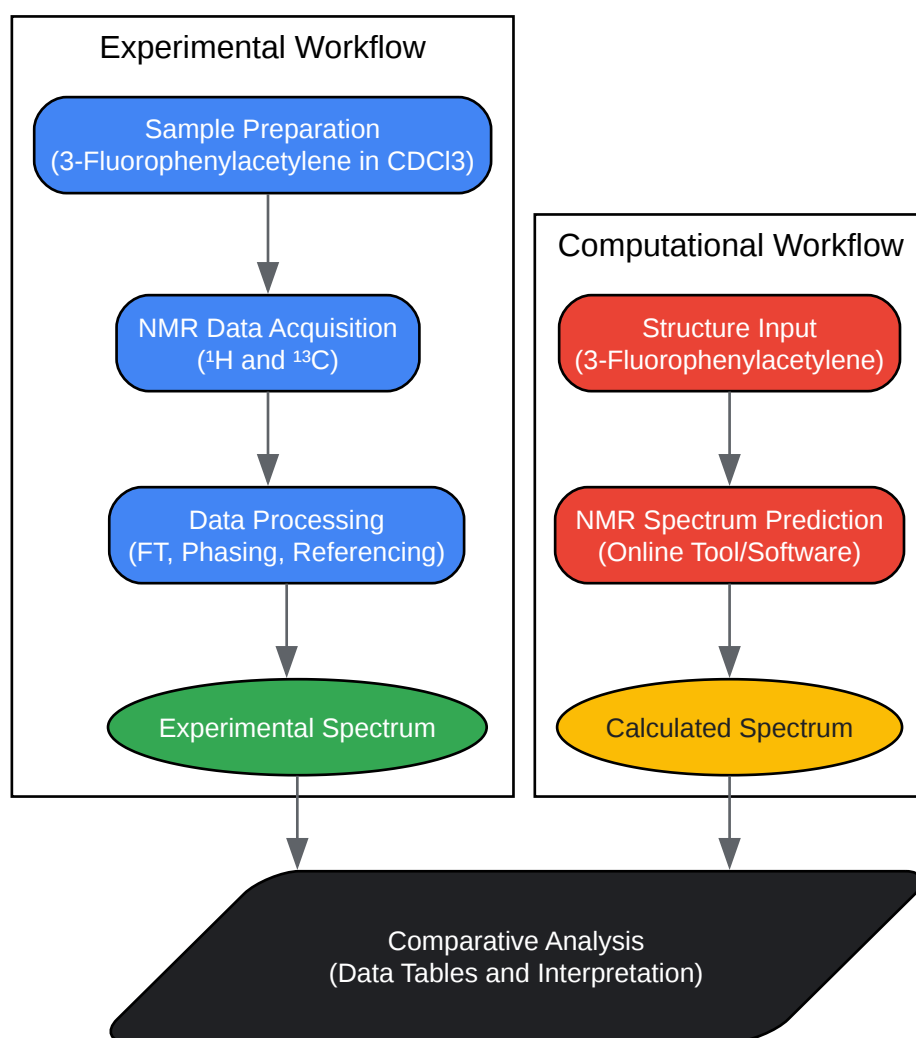 Experimental Workflow
Sample Preparation
(3-Fluorophenylacetylene in CDCl3)
NMR Data Acquisition
(¹H and ¹³C)
Data Processing
(FT, Phasing, Referencing)
Experimental Spectrum
Computational Workflow
Structure Input
(3-Fluorophenylacetylene)
NMR Spectrum Prediction
(Online Tool/Software)
Calculated Spectrum
Comparative Analysis
(Data Tables and Interpretation)